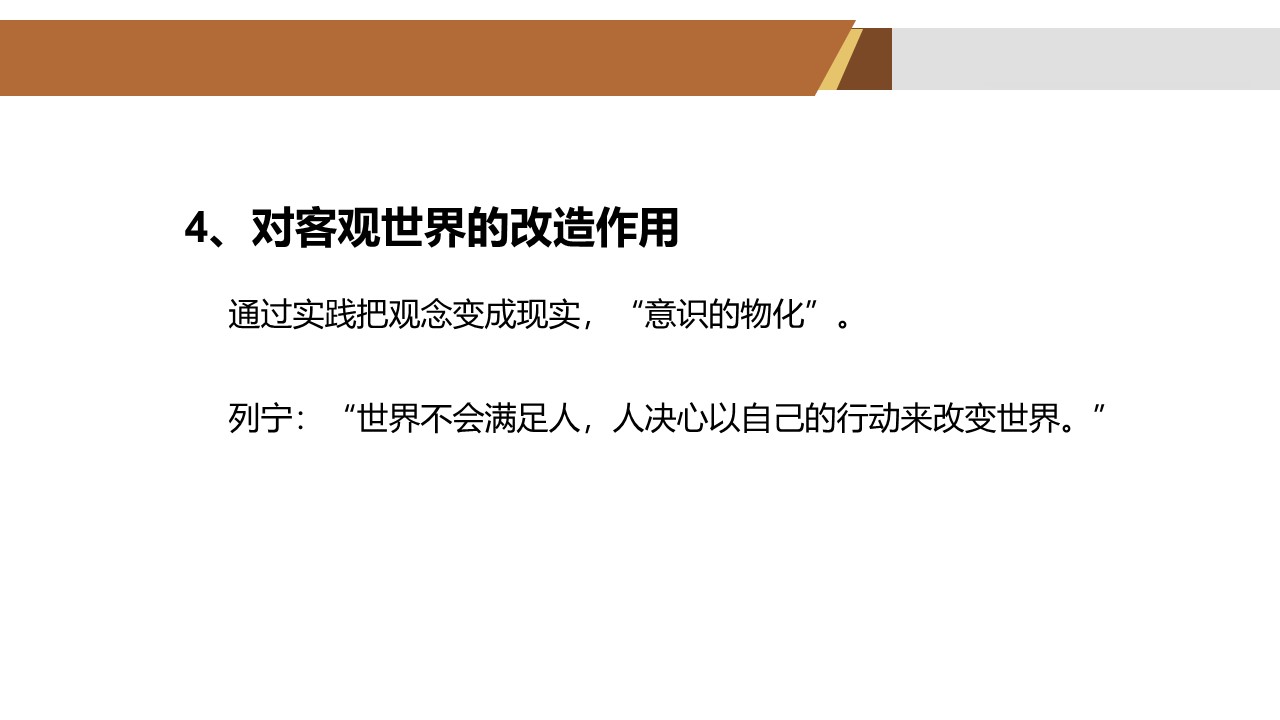 4、对客观世界的改造作用
通过实践把观念变成现实，“意识的物化”。
列宁：“世界不会满足人，人决心以自己的行动来改变世界。”